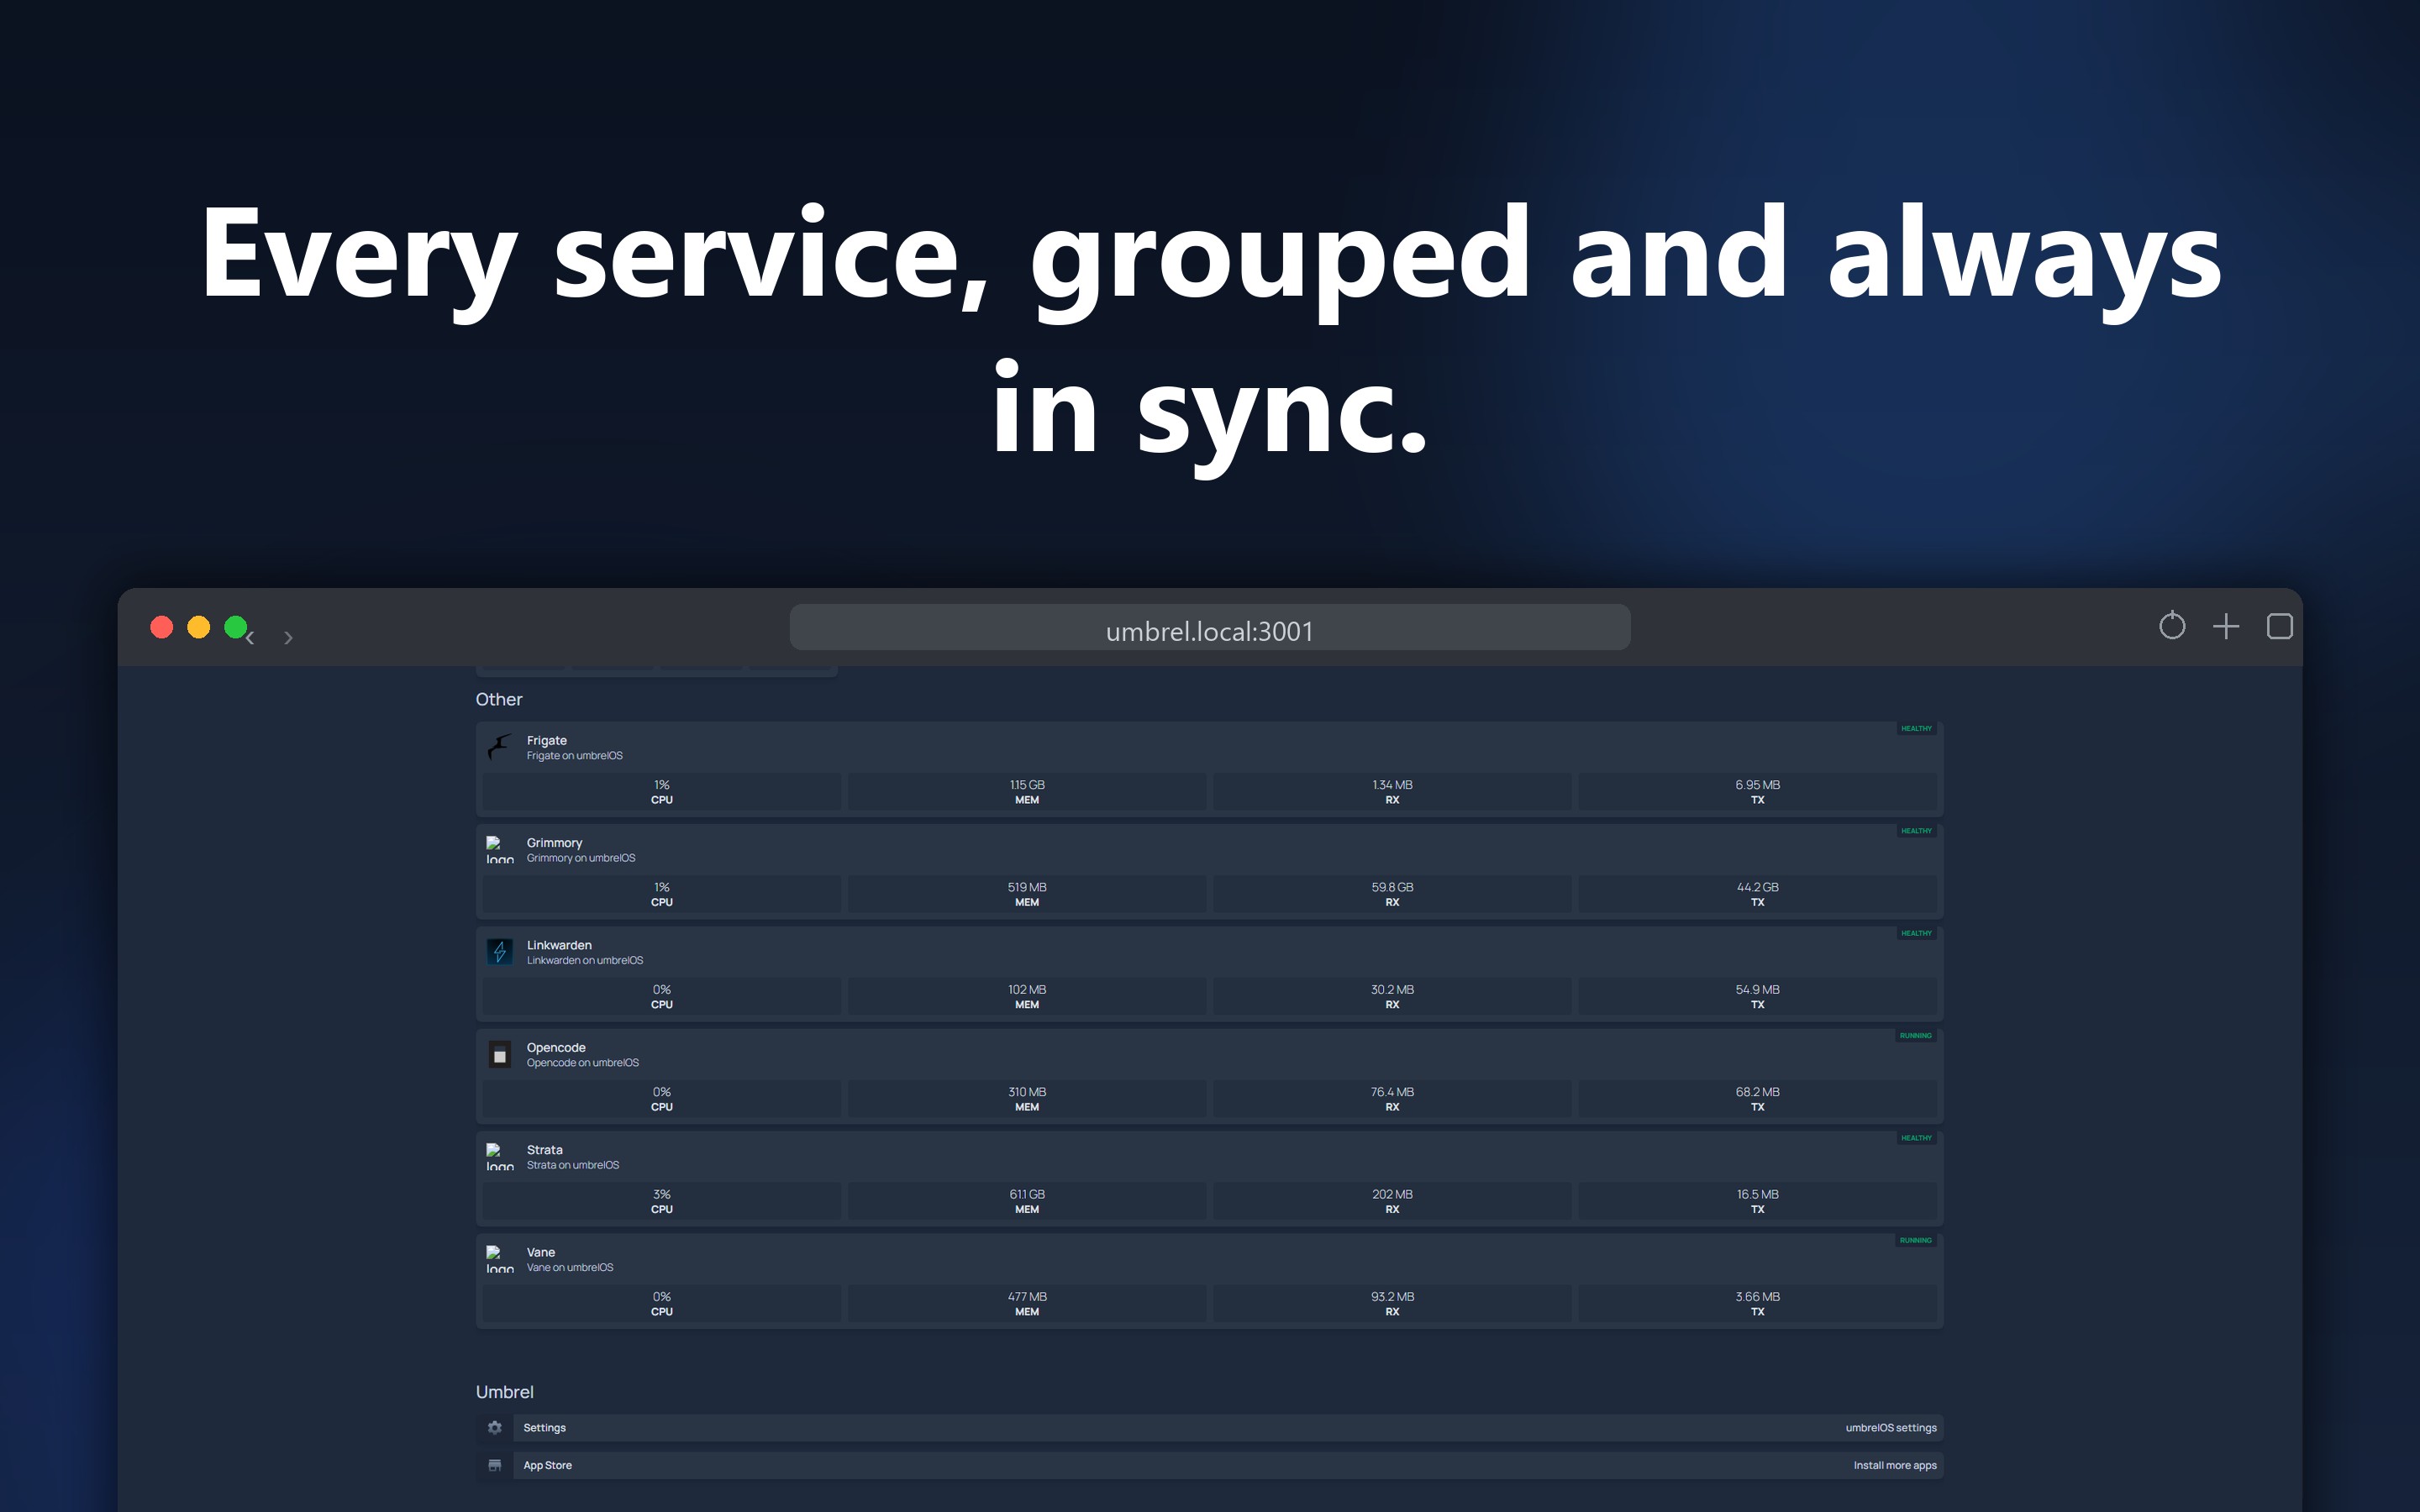 Every service, grouped and always
in sync.
umbrel.local:3001
Other
HEALTHY
Frigate
Frigate on umbrelOS
1% 1.15 GB 1.34 MB 6.95 MB
CPU MEM RX TX
HEALTHY
logo Grimmory
Grimmory on umbrelOS
1% 519 MB 59.8 GB 44.2 GB
CPU MEM RX TX
HEALTHY
Linkwarden
Linkwarden on umbrelOS
0% 102 MB 30.2 MB 54.9 MB
CPU MEM RX TX
RUNNING
Opencode
Opencode on umbrelOS
0% 310 MB 76.4 MB 68.2 MB
CPU MEM RX TX
HEALTHY
logo Strata
Strata on umbrelOS
3% 61.1 GB 202 MB 16.5 MB
CPU MEM RX TX
RUNNING
logo Vane
Vane on umbrelOS
0% 477 MB 93.2 MB 3.66 MB
CPU MEM RX TX
Umbrel
Settings umbrelOS settings
App Store Install more apps